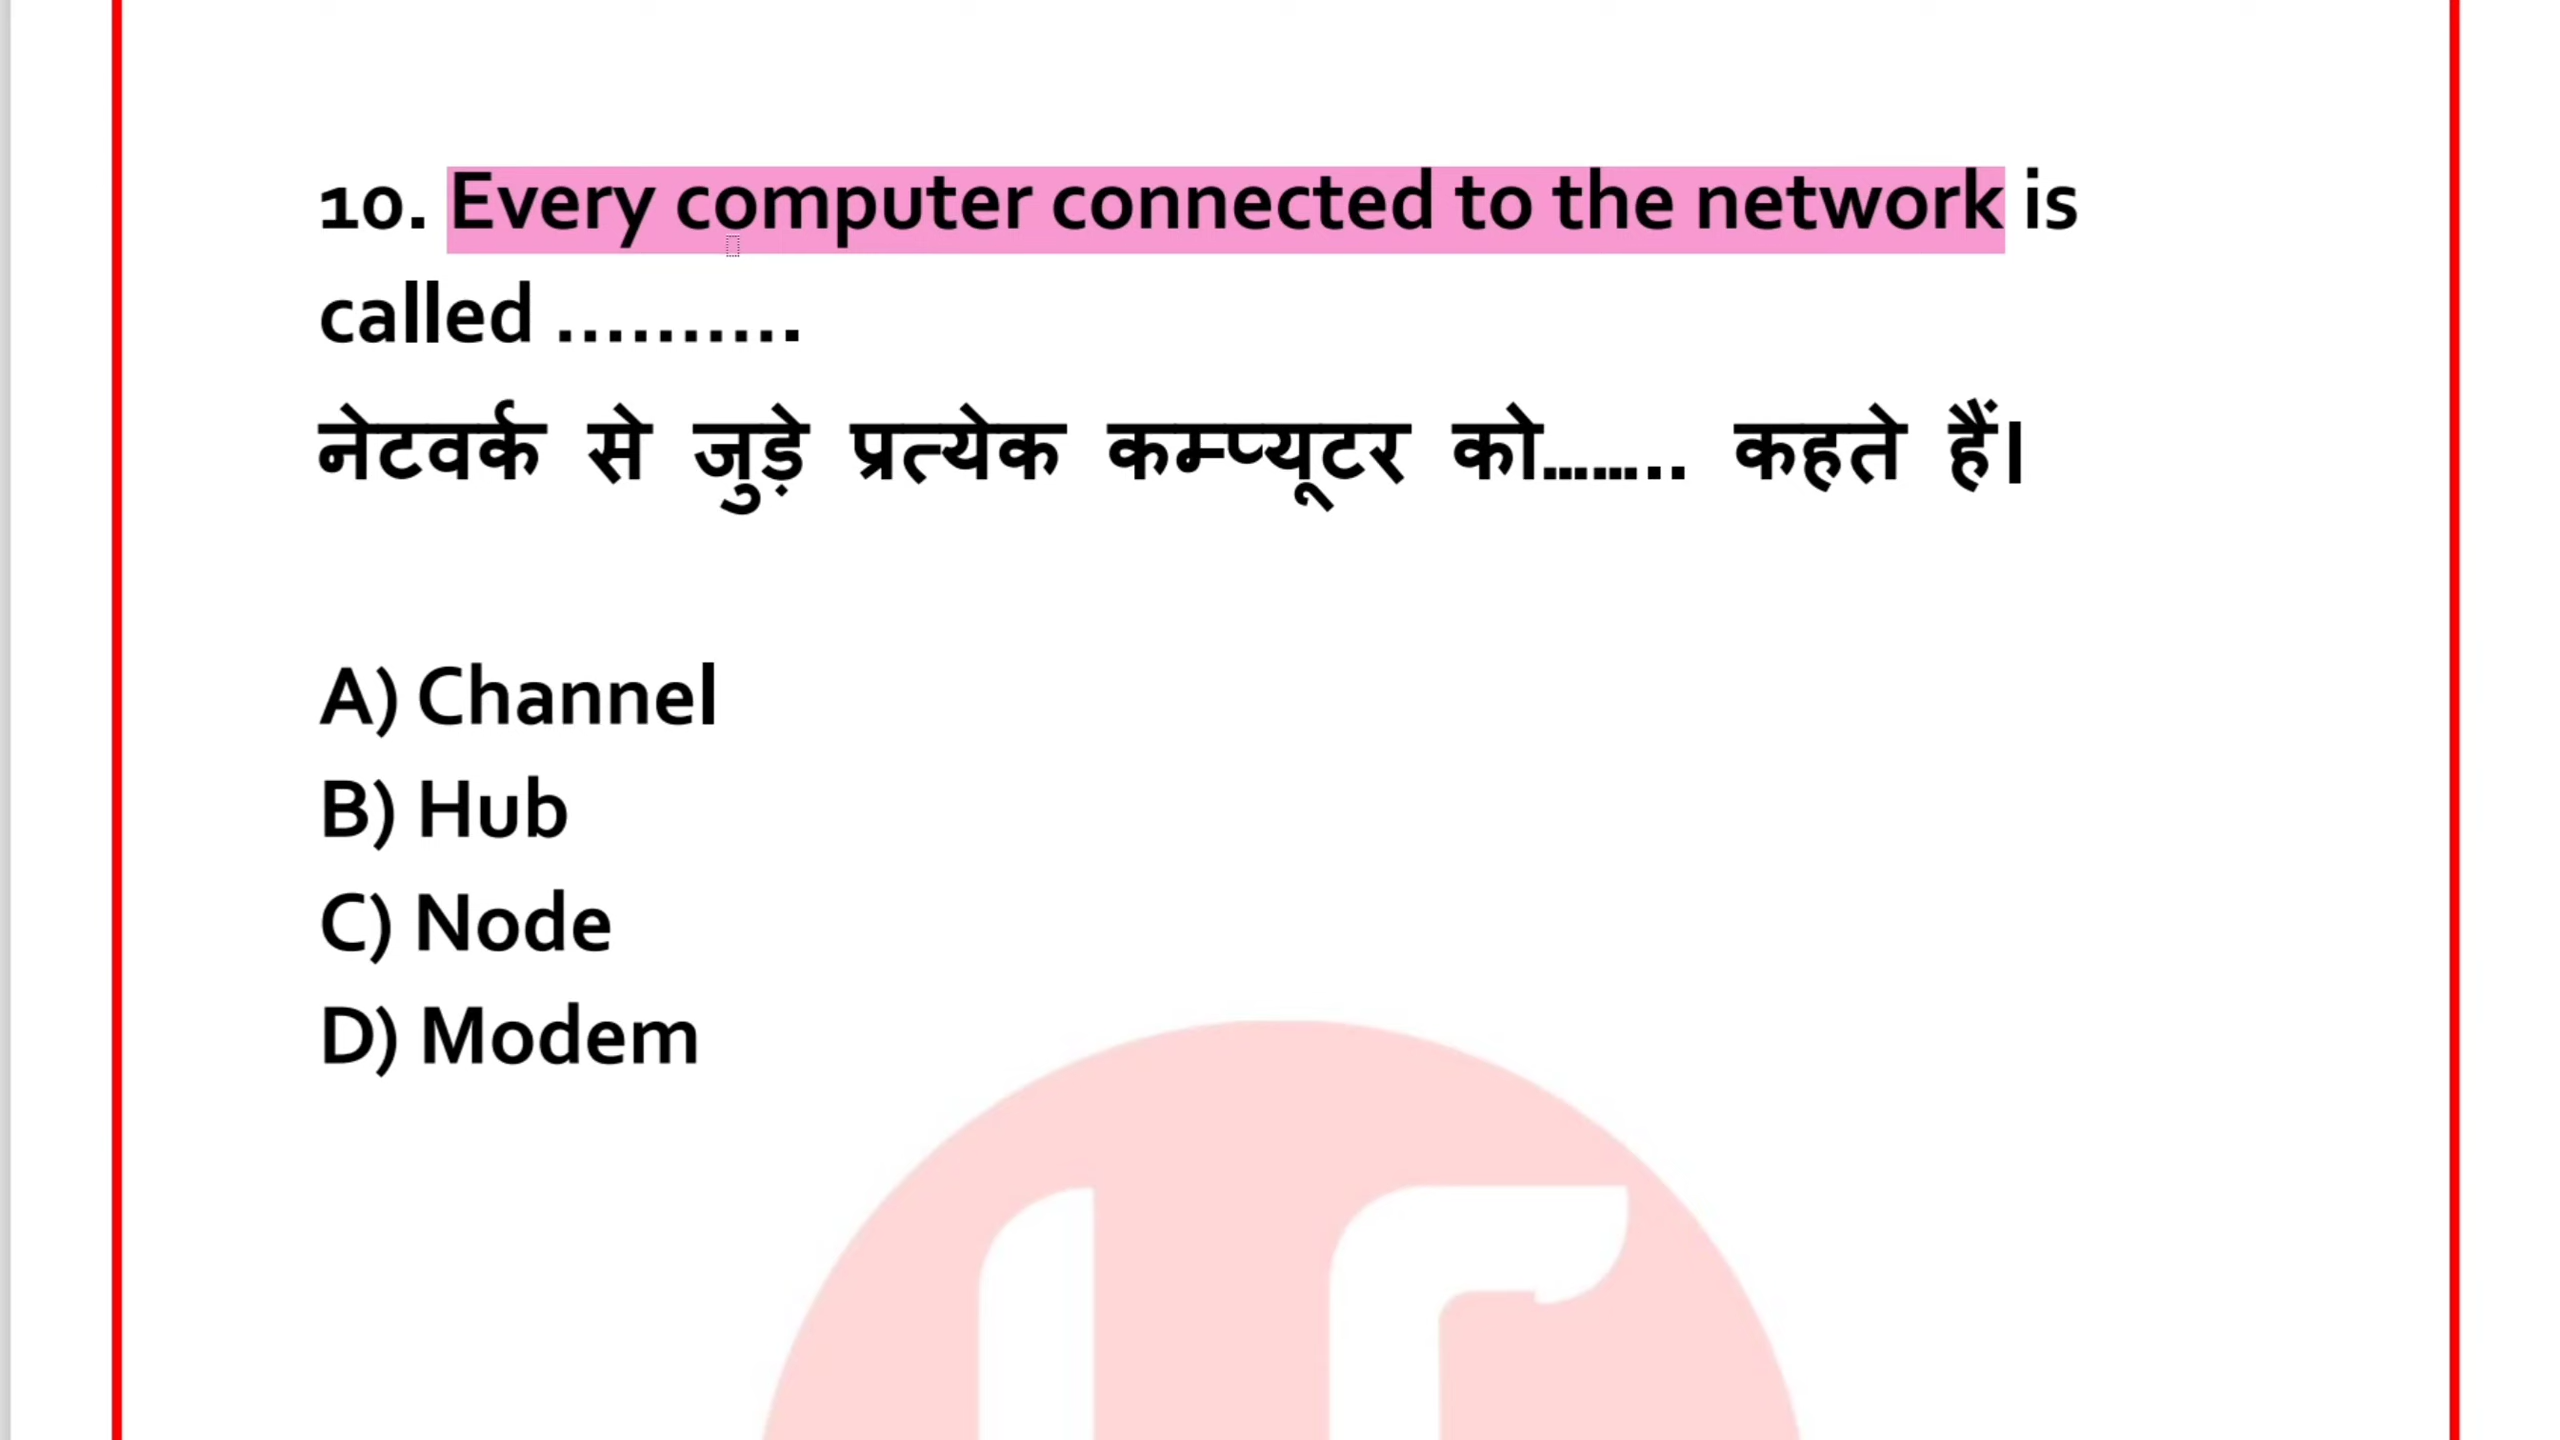 10. Every computer connected to the network is
called ..........
नेटवर्क से जुड़े प्रत्येक कम्प्यूटर को…….. कहते हैं।
A) Channel
B) Hub
C) Node
D) Modem